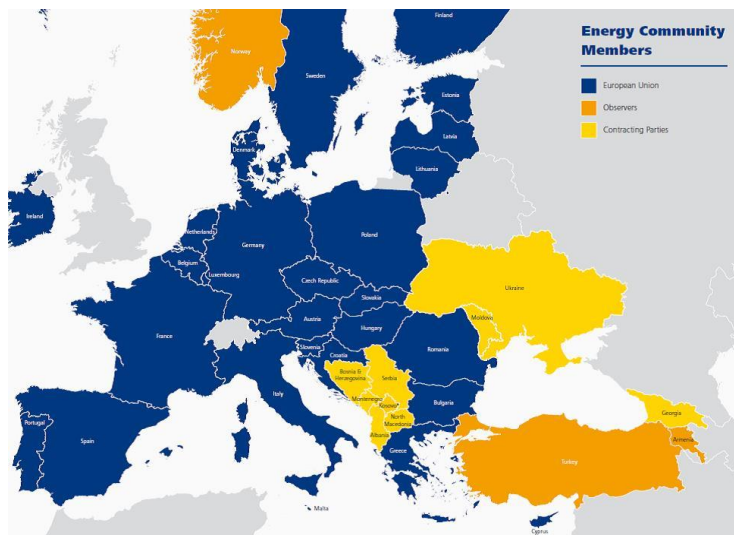 Energy Community
Members
European Union
Observers
Contracting Parties
Finland
Norway
Sweden
Estonia
Latvia
Denmark
Lithuania
Ireland
Netherlands
Poland
Germany
Belgium
Luxembourg
Czech Republic
Ukraine
Slovakia
Moldova
Austria
Hungary
France
Slovenia
Romania
Croatia
Bosnia &
Herzegovina
Serbia
Italy
Montenegro
Kosovo*
Bulgaria
Georgia
Portugal
Spain
North
Macedonia
Albania
Armenia
Greece
Turkey
Malta
Cyprus